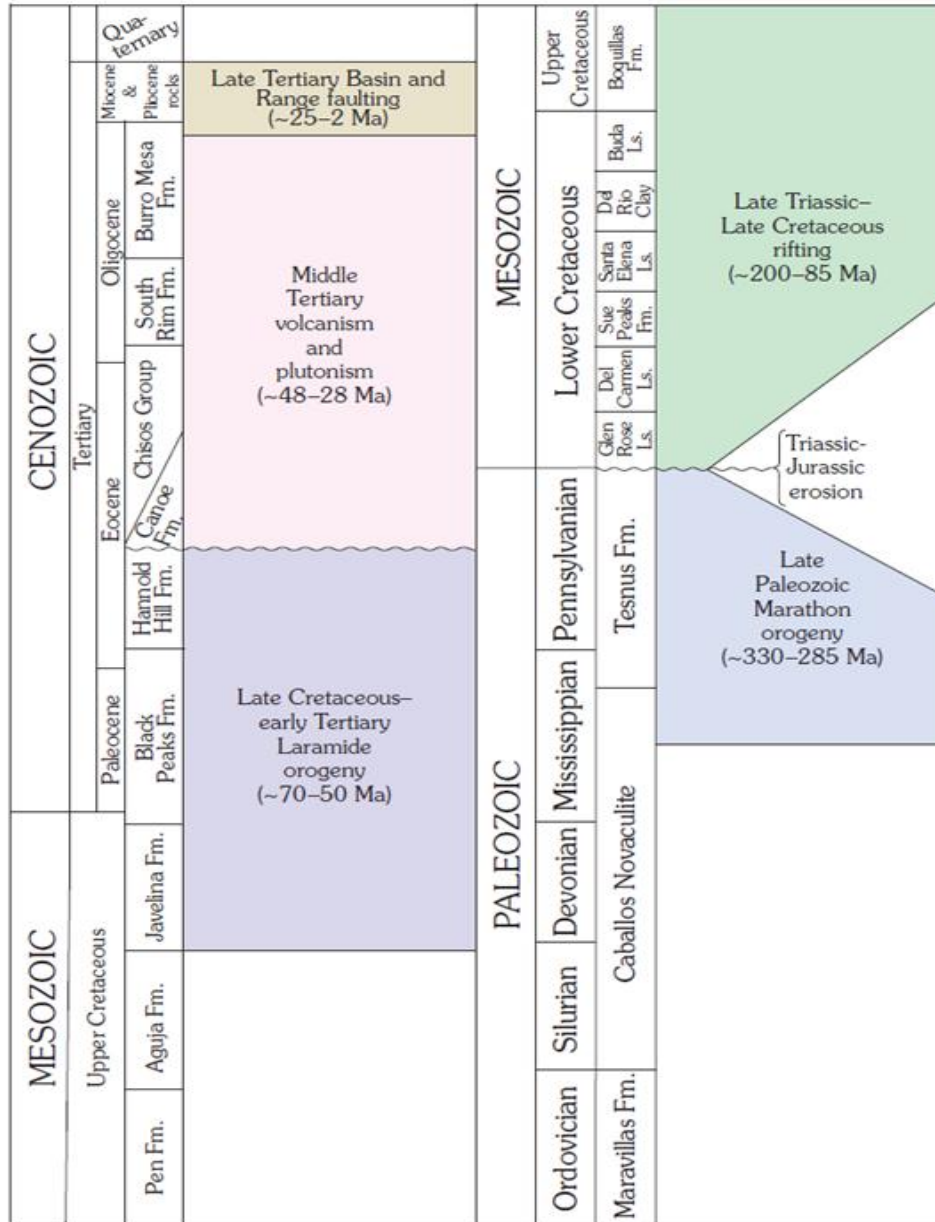 CENOZOIC
MESOZOIC
Tertiary
Upper Cretaceous
Qua-
ternary
Miocene
&
Pliocene
rocks
Oligocene
Eocene
Paleocene
Burro Mesa
Fm.
South
Rim Fm.
Chisos Group
Canoe
Fm.
Hannold
Hill Fm.
Black
Peaks Fm.
Javelina Fm.
Aguja Fm.
Pen Fm.
Late Tertiary Basin and
Range faulting
(~25–2 Ma)
Middle
Tertiary
volcanism
and
plutonism
(~48–28 Ma)
Late Cretaceous–
early Tertiary
Laramide
orogeny
(~70–50 Ma)
MESOZOIC
PALEOZOIC
Upper
Cretaceous
Lower Cretaceous
Pennsylvanian
Mississippian
Devonian
Silurian
Ordovician
Boquillas
Fm.
Buda
Ls.
Del
Rio
Clay
Santa
Elena
Ls.
Sue
Peaks
Fm.
Del
Carmen
Ls.
Glen
Rose
Ls.
Tesnus Fm.
Caballos Novaculite
Maravillas Fm.
Late Triassic–
Late Cretaceous
rifting
(~200–85 Ma)
Triassic-
Jurassic
erosion
Late
Paleozoic
Marathon
orogeny
(~330–285 Ma)